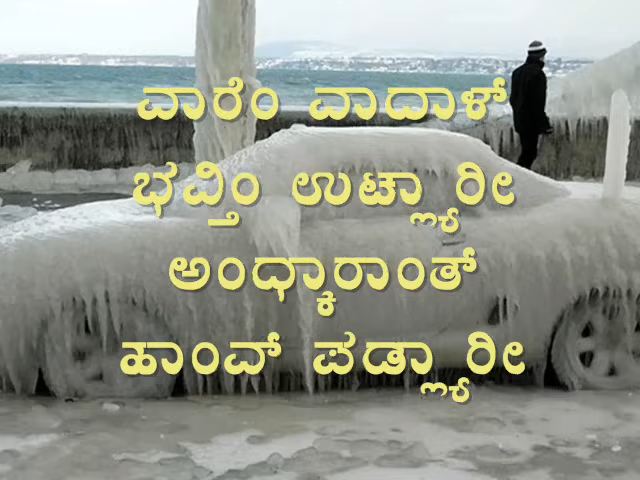 ವಾರೆಂ ವಾದಾಳ್
ಭವ್ತಿಂ ಉಟ್ಲ್ಯಾರೀ
ಅಂಧ್ಕಾರಾಂತ್
ಹಾಂವ್ ಪಡ್ಲ್ಯಾರೀ